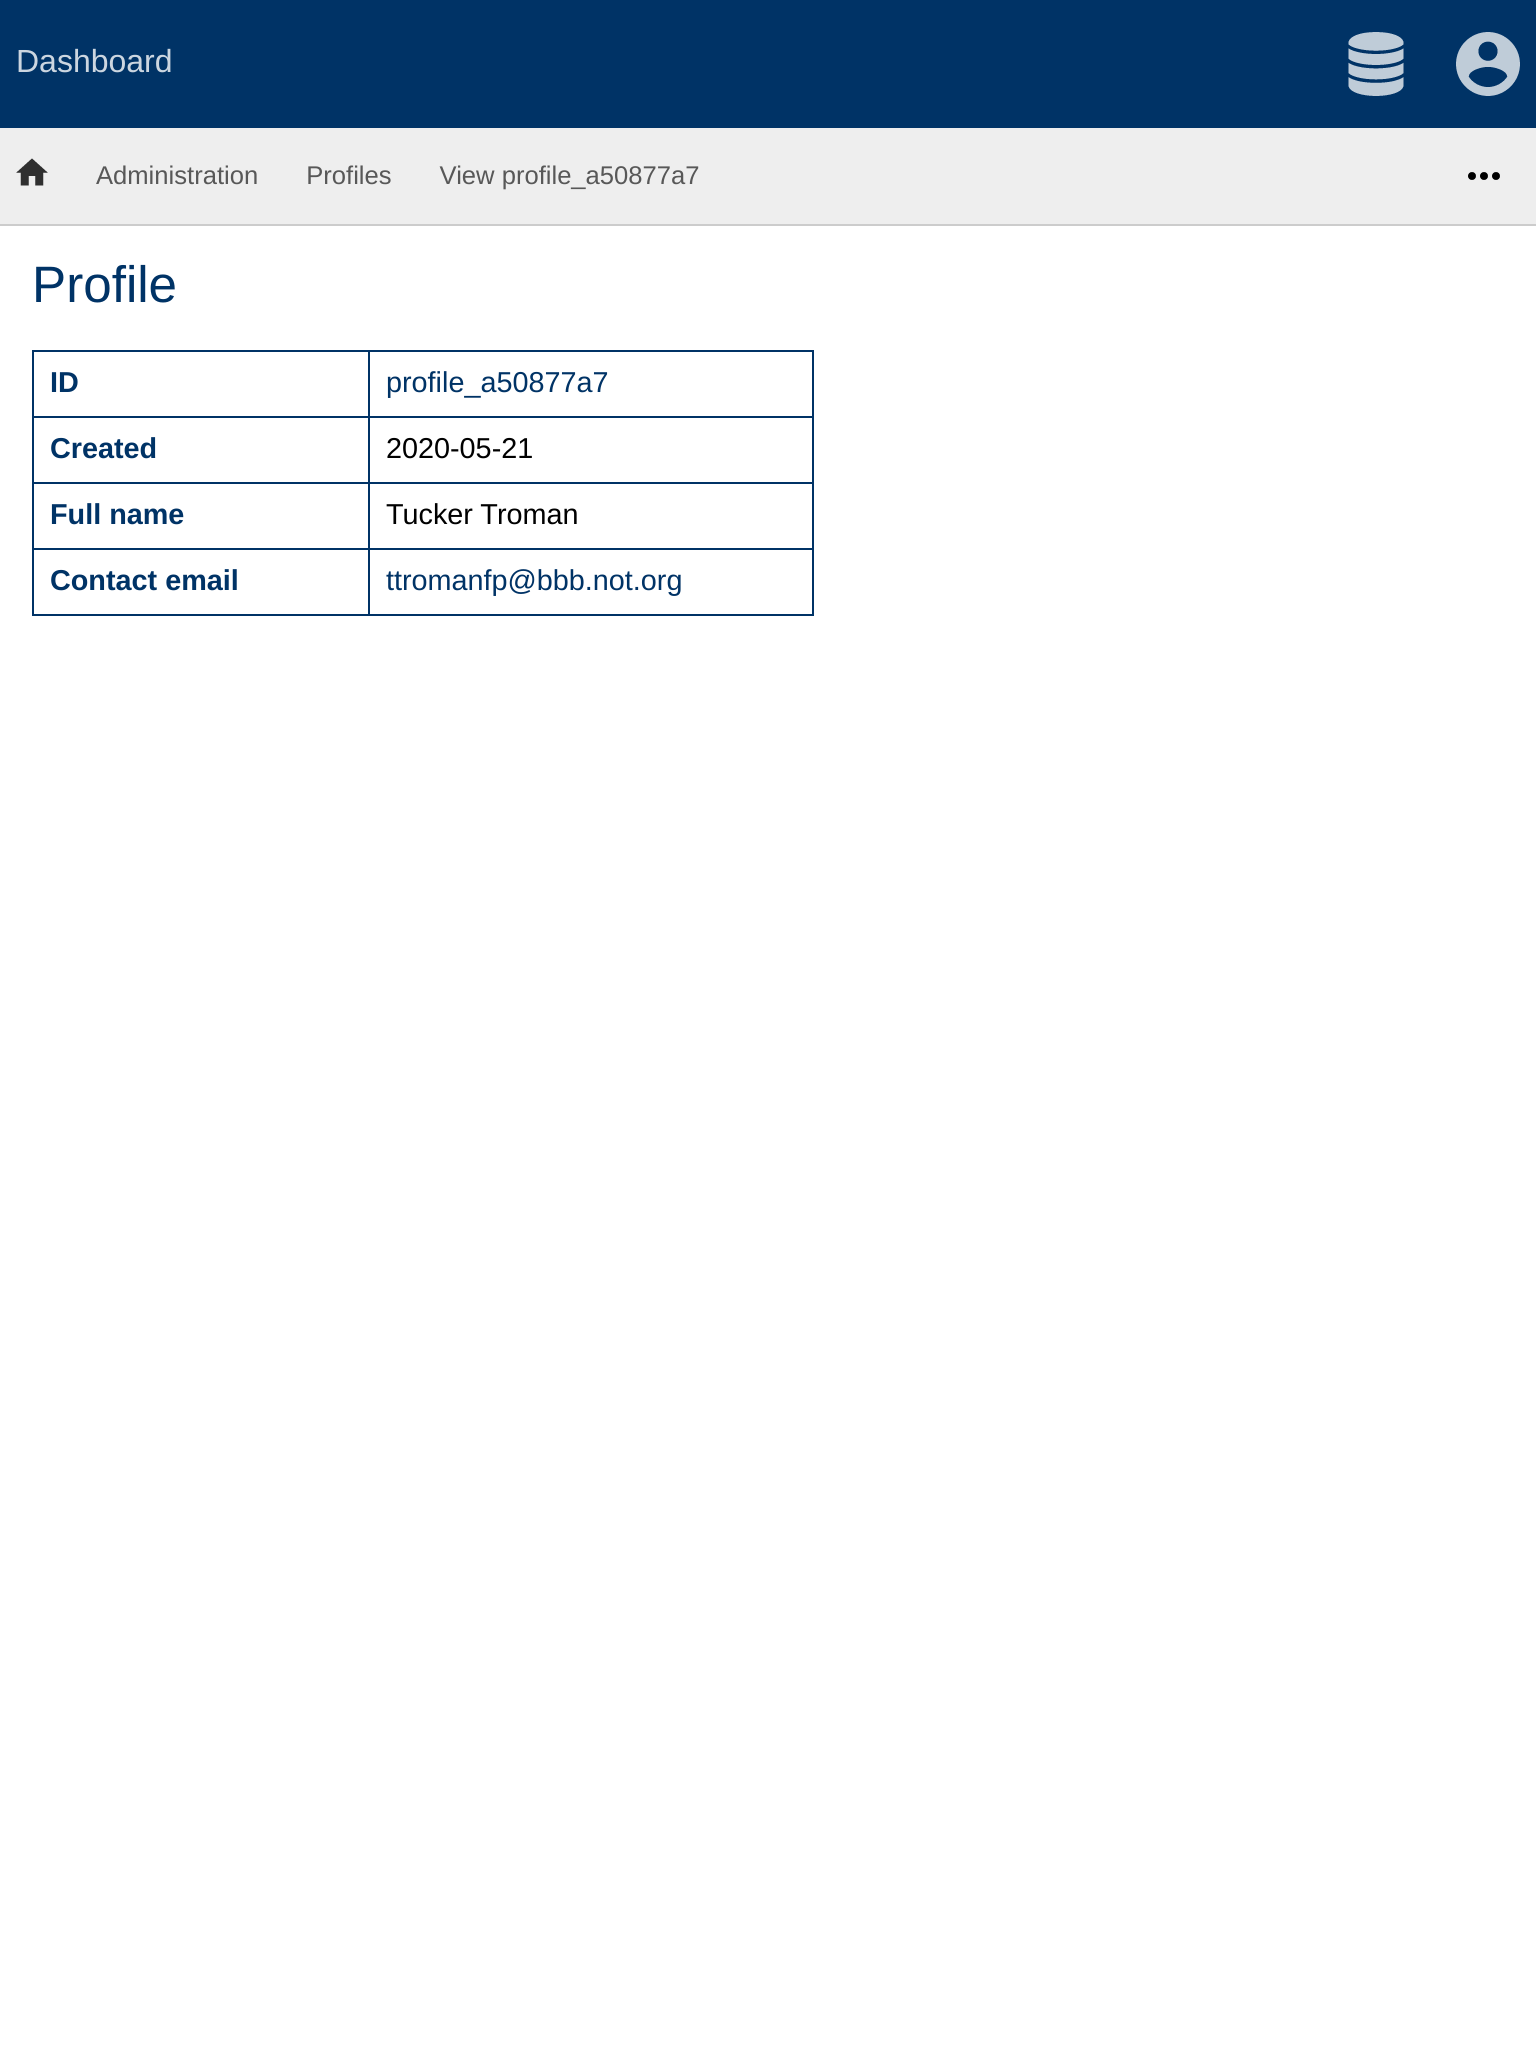 Dashboard
Administration Profiles View profile_a50877a7
Profile
ID profile_a50877a7
Created 2020-05-21
Full name Tucker Troman
Contact email ttromanfp@bbb.not.org